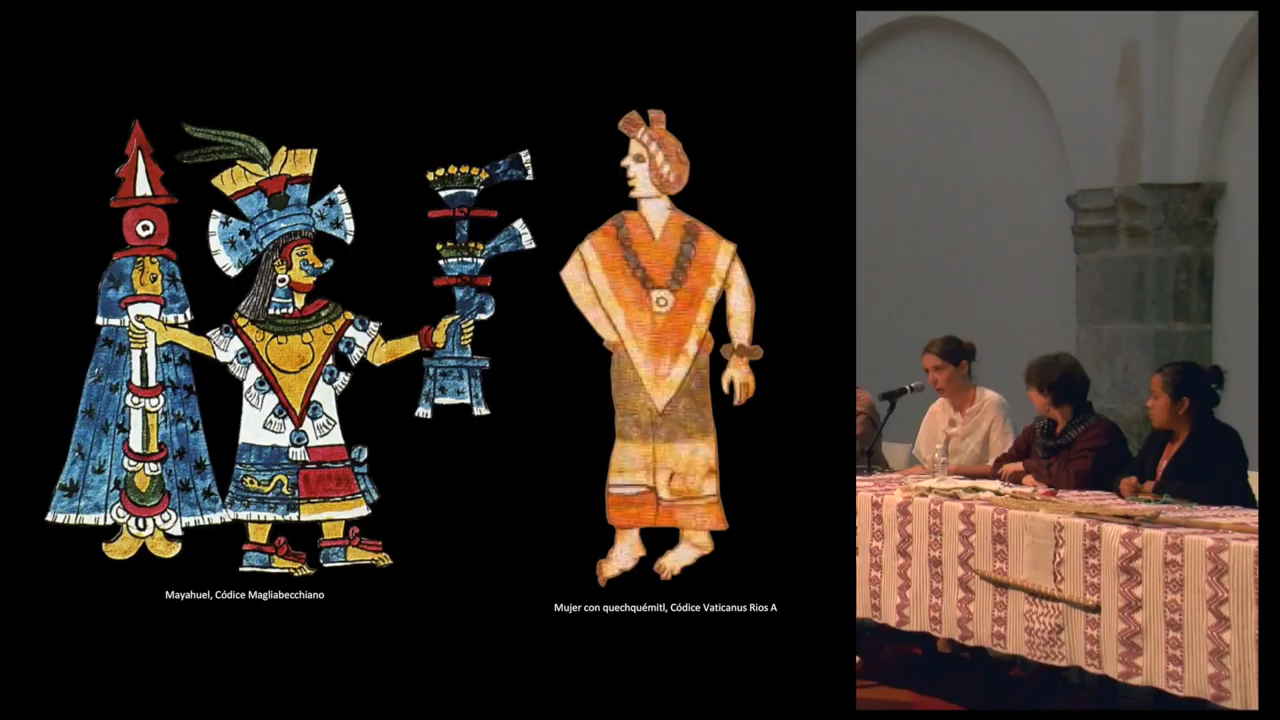 Mayahuel, Códice Magliabecchiano
Mujer con quechquémitl, Códice Vaticanus Rios A